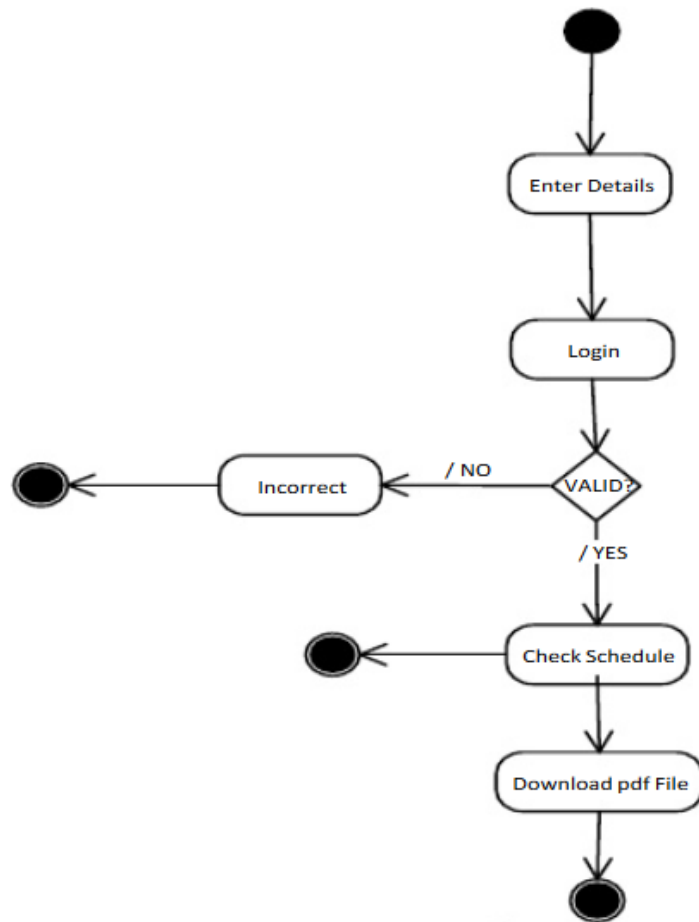 Enter Details
Login
VALID?
/ NO
Incorrect
/ YES
Check Schedule
Download pdf File